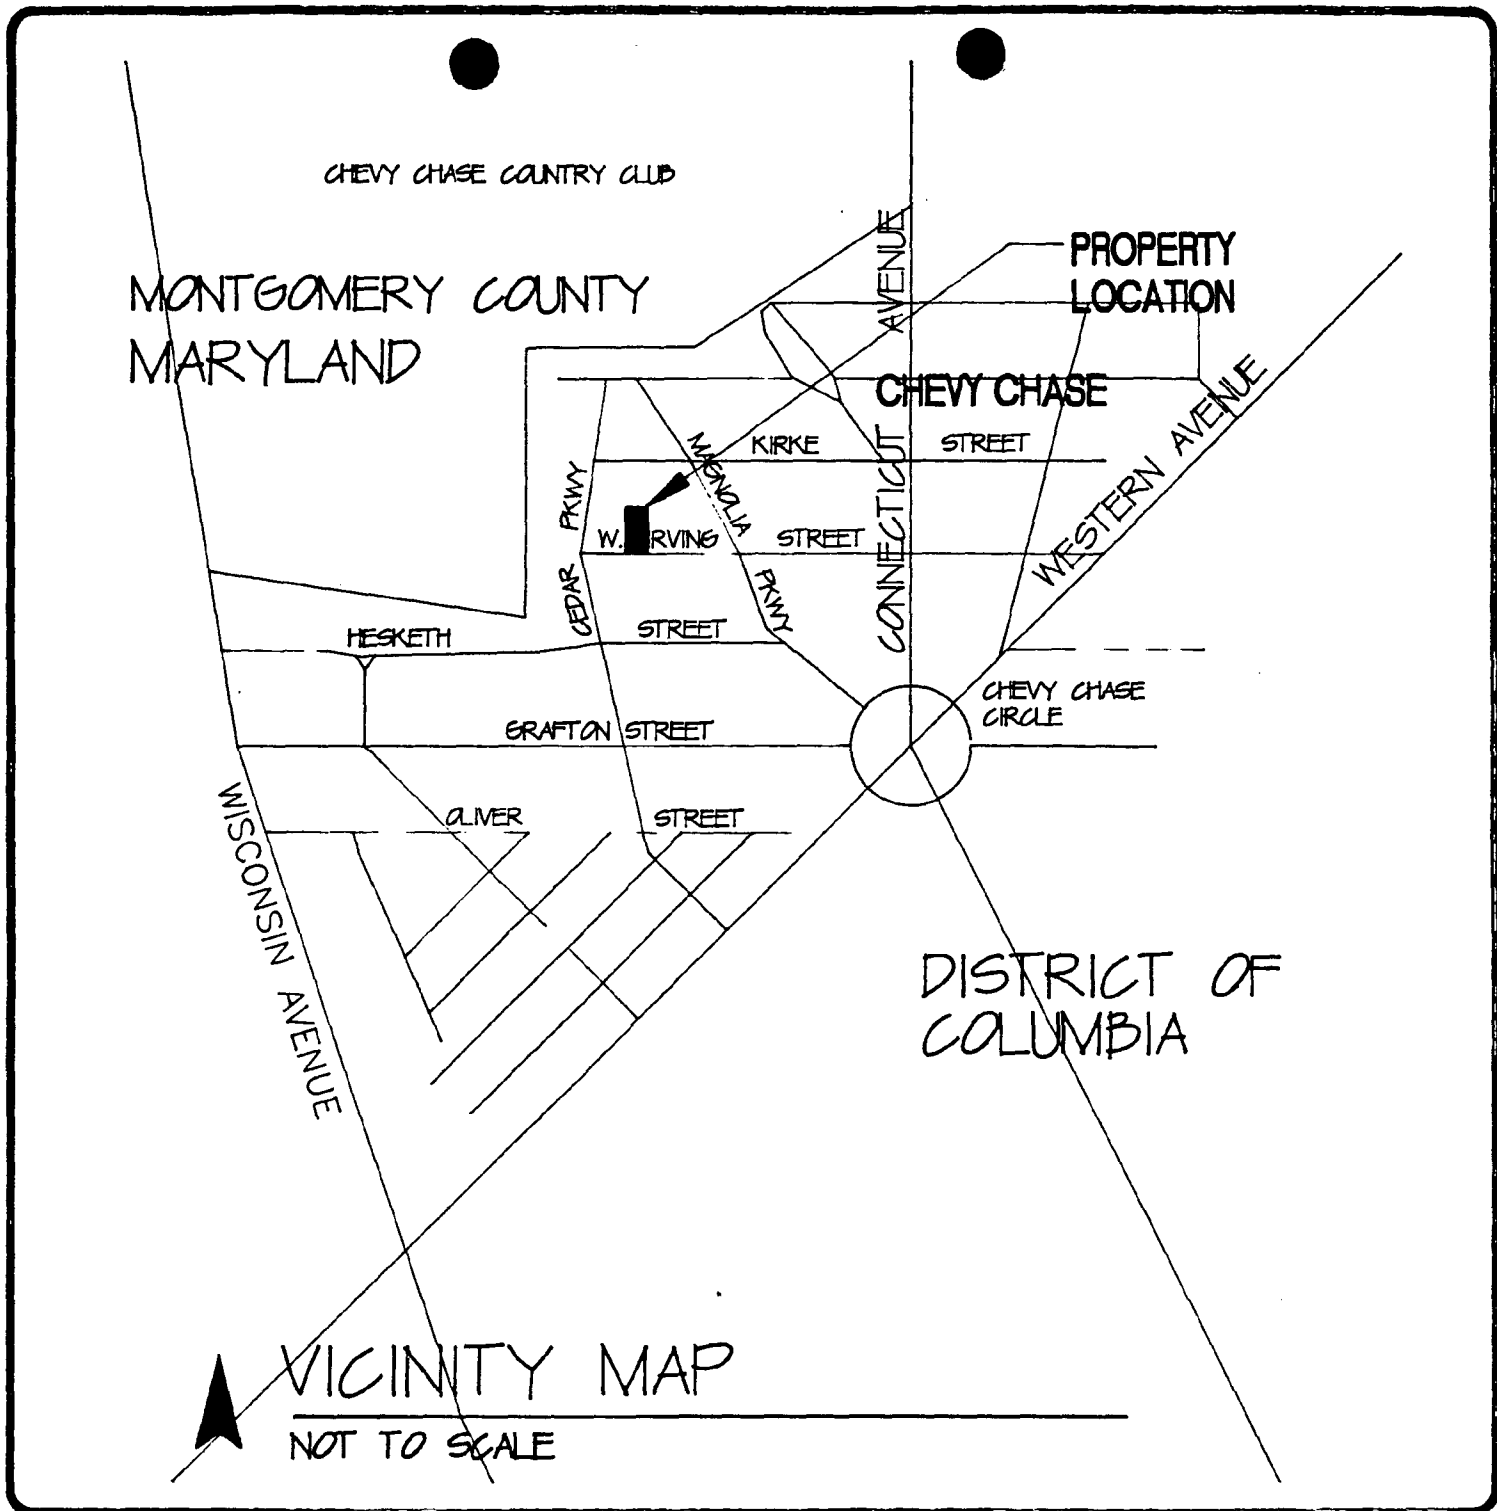 CHEVY CHASE COUNTRY CLUB
MONTGOMERY COUNTY
MARYLAND
PROPERTY
LOCATION
CHEVY CHASE
CONNECTICUT AVENUE
WESTERN AVENUE
KIRKE STREET
MAGNOLIA PKWY
CEDAR PKWY
W. IRVING STREET
HESKETH STREET
CHEVY CHASE
CIRCLE
GRAFTON STREET
OLIVER STREET
WISCONSIN AVENUE
DISTRICT OF
COLUMBIA
VICINITY MAP
NOT TO SCALE